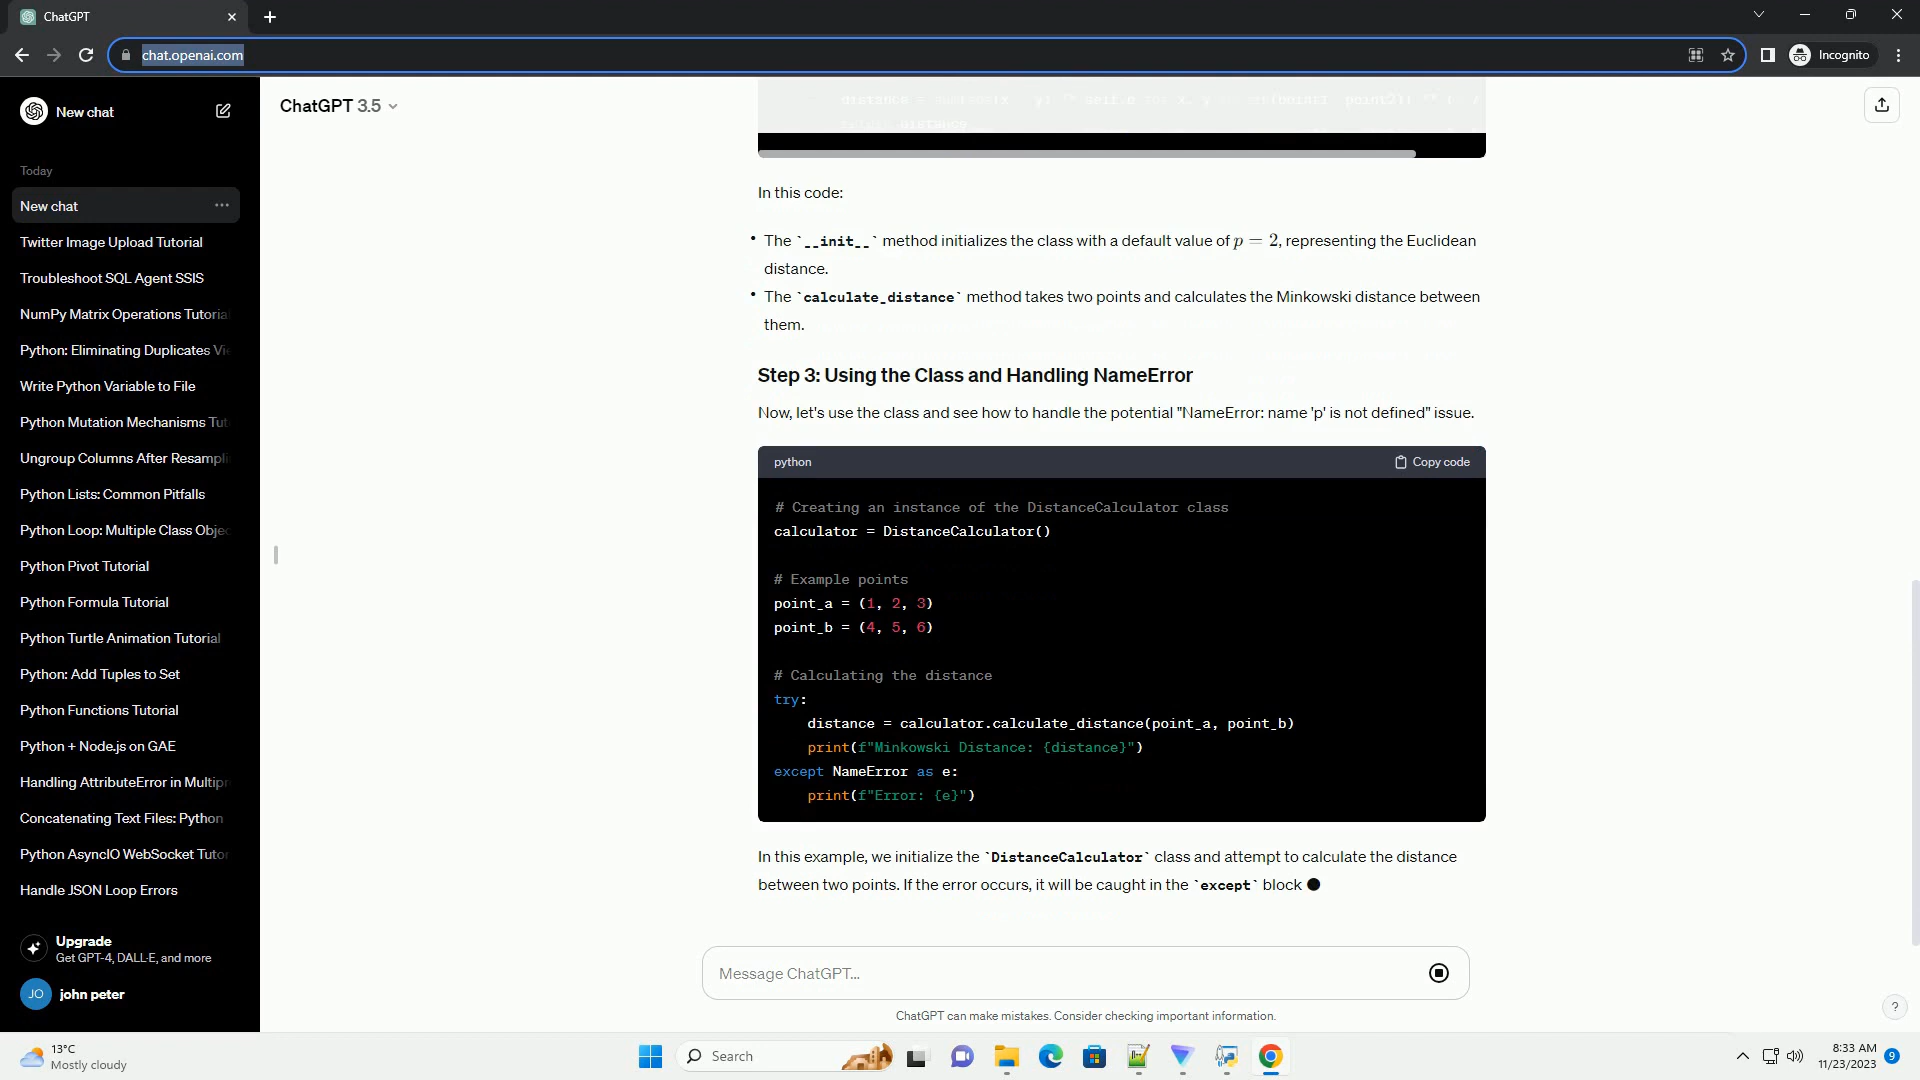 ChatGPT
chat.openai.com
Incognito
New chat
ChatGPT 3.5
Today
New chat
Twitter Image Upload Tutorial
Troubleshoot SQL Agent SSIS
NumPy Matrix Operations Tutoria
Python: Eliminating Duplicates Vi
Write Python Variable to File
Python Mutation Mechanisms Tut
Ungroup Columns After Resampli
Python Lists: Common Pitfalls
Python Loop: Multiple Class Obje
Python Pivot Tutorial
Python Formula Tutorial
Python Turtle Animation Tutorial
Python: Add Tuples to Set
Python Functions Tutorial
Python + Node.js on GAE
Handling AttributeError in Multipr
Concatenating Text Files: Python
Python AsyncIO WebSocket Tutor
Handle JSON Loop Errors
Upgrade
Get GPT-4, DALL·E, and more
JO john peter
In this code:
• The `__init__` method initializes the class with a default value of p = 2, representing the Euclidean
distance.
• The `calculate_distance` method takes two points and calculates the Minkowski distance between
them.
Step 3: Using the Class and Handling NameError
Now, let's use the class and see how to handle the potential "NameError: name 'p' is not defined" issue.
python Copy code
# Creating an instance of the DistanceCalculator class
calculator = DistanceCalculator()
# Example points
point_a = (1, 2, 3)
point_b = (4, 5, 6)
# Calculating the distance
try:
distance = calculator.calculate_distance(point_a, point_b)
print(f"Minkowski Distance: {distance}")
except NameError as e:
print(f"Error: {e}")
In this example, we initialize the `DistanceCalculator` class and attempt to calculate the distance
between two points. If the error occurs, it will be caught in the `except` block
Message ChatGPT...
ChatGPT can make mistakes. Consider checking important information.
?
13°C
Mostly cloudy
Search
8:33 AM
11/23/2023
9